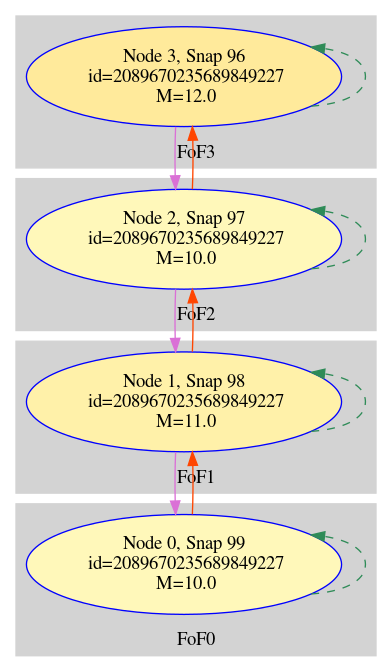 Node 3, Snap 96
id=2089670235689849227
M=12.0
FoF3
Node 2, Snap 97
id=2089670235689849227
M=10.0
FoF2
Node 1, Snap 98
id=2089670235689849227
M=11.0
FoF1
Node 0, Snap 99
id=2089670235689849227
M=10.0
FoF0